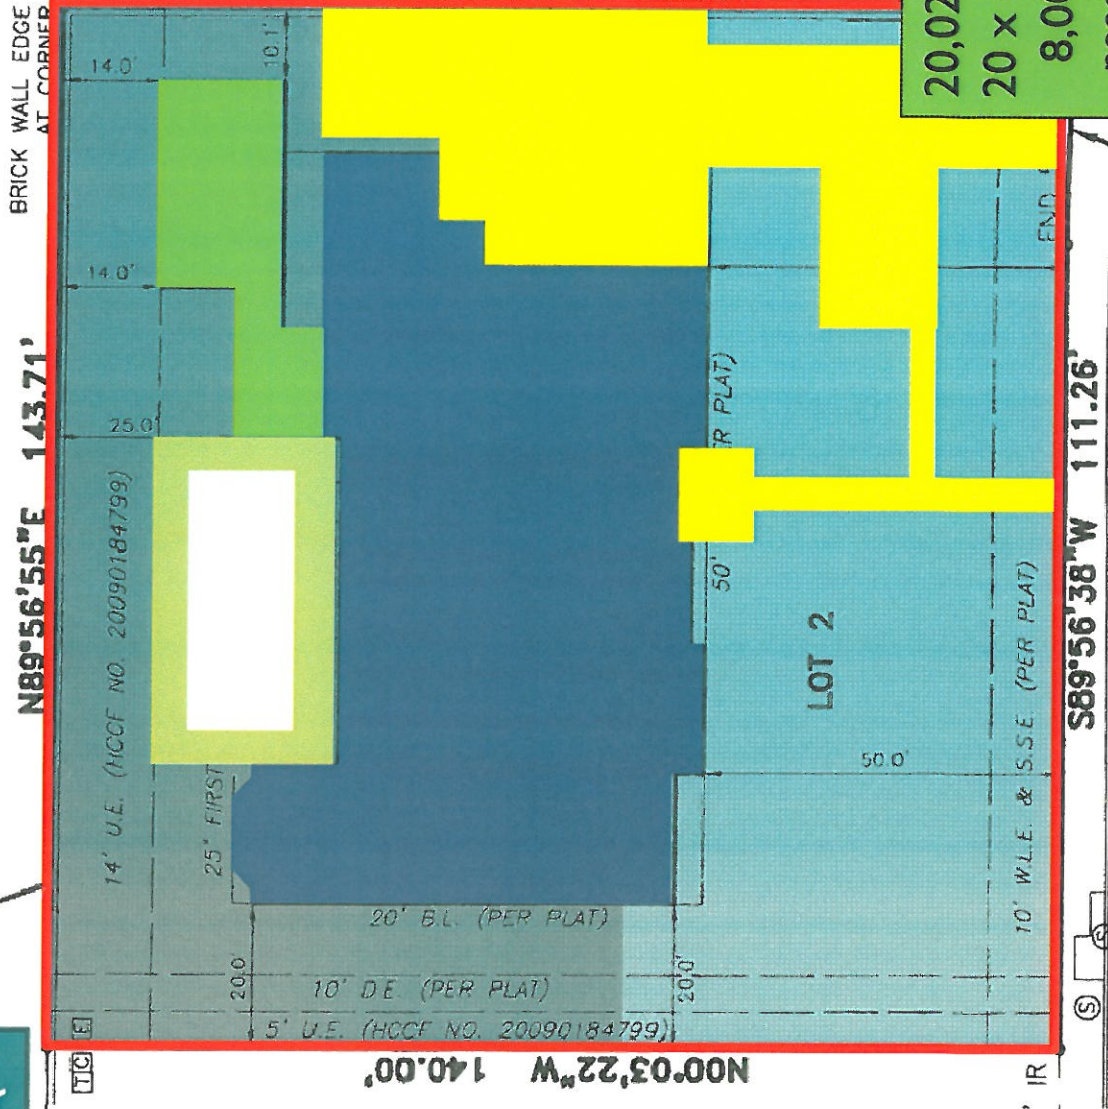 BRICK WALL EDGE
AT CORNER
N89°56'55"E 143.71'
14.0'
10.1'
14.0'
25.0'
14' U.E. (HCCF NO. 20090184799)
25' FIRST
20,02
20 x
8,0
END
R PLAT)
50'
LOT 2
50.0'
10' W.L.E. & S.S.E. (PER PLAT)
S89°56'38"W 111.26'
20' B.L. (PER PLAT)
20.0'
20.0'
10' D.E. (PER PLAT)
5' U.E. (HCCF NO. 20090184799)
N00°03'22"W 140.00'
T C E
IR
S
S